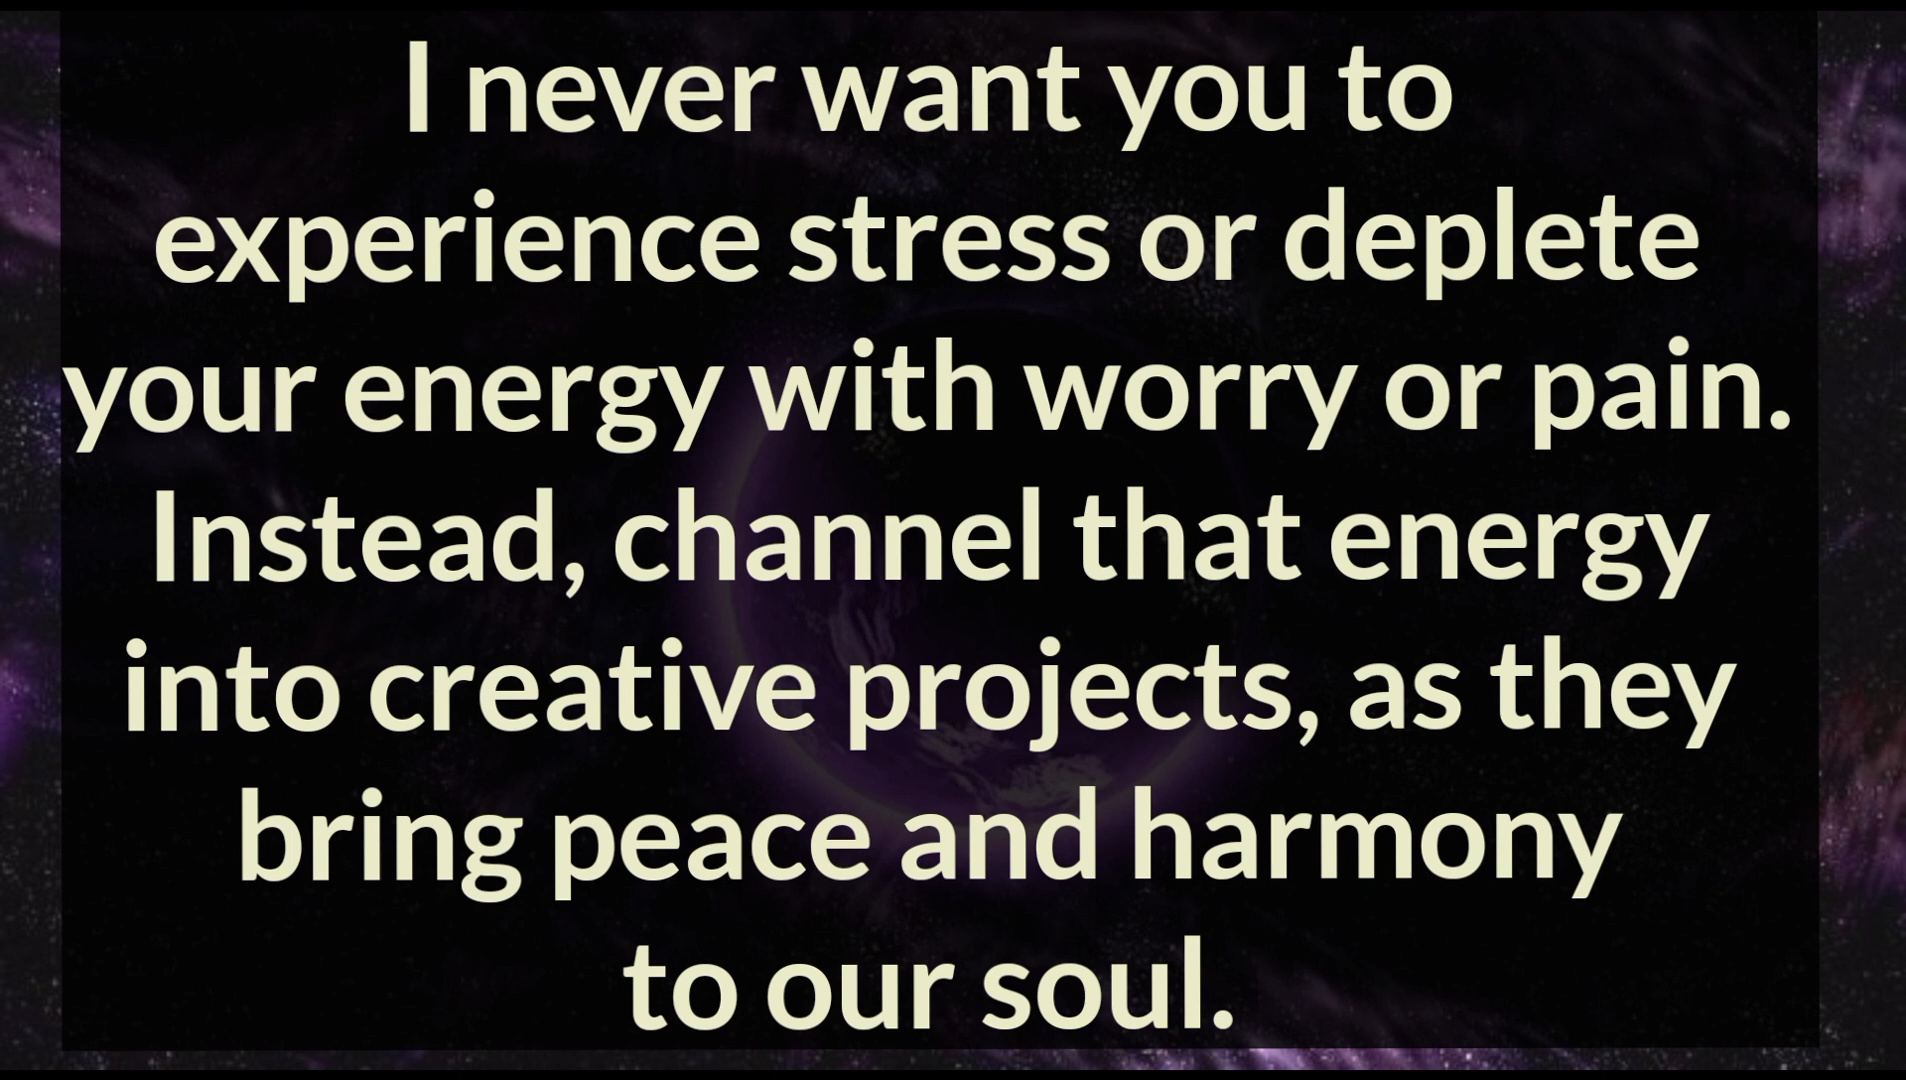 I never want you to
experience stress or deplete
your energy with worry or pain.
Instead, channel that energy
into creative projects, as they
bring peace and harmony
to our soul.